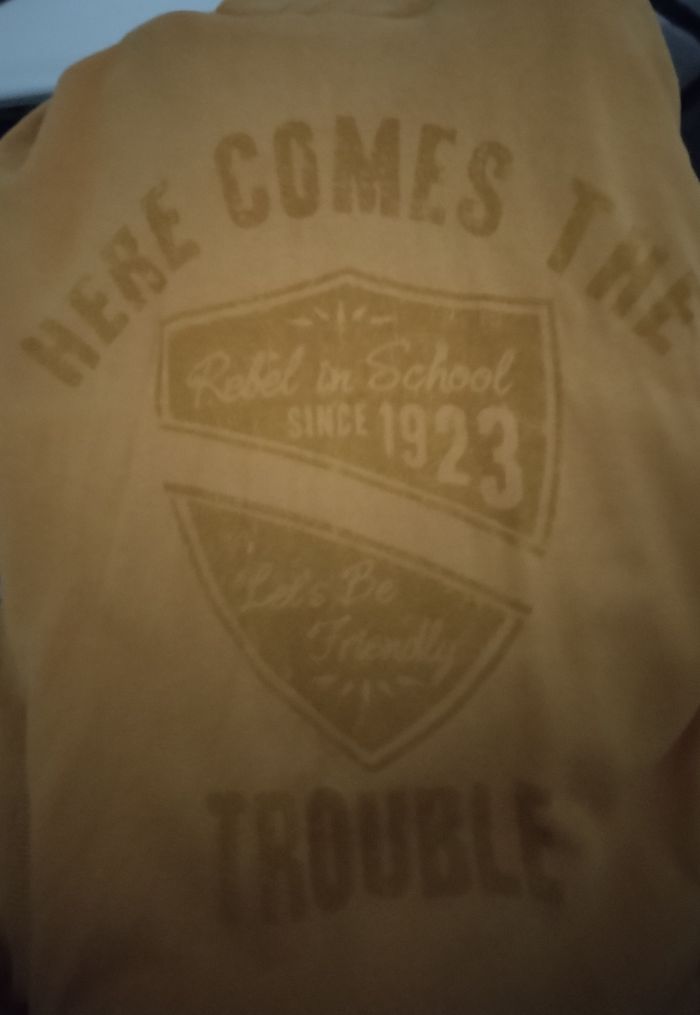 HERE COMES THE
Rebel in School
SINCE 1923
Let's Be
Friendly
TROUBLE